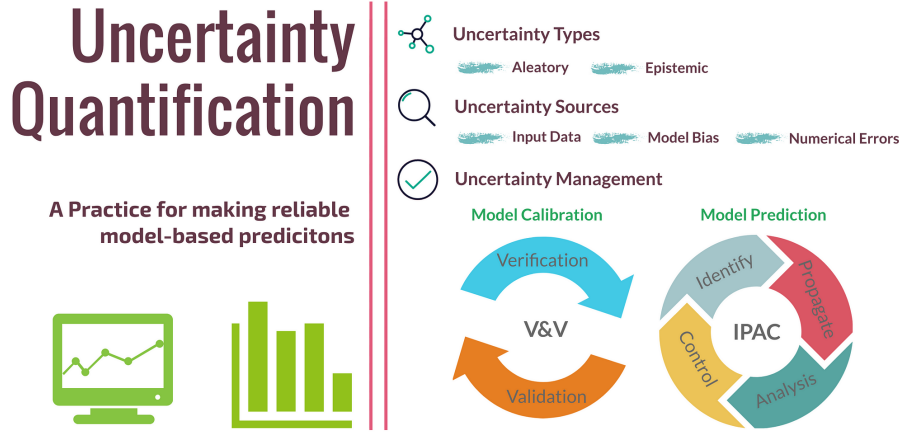 Uncertainty
Quantification
A Practice for making reliable
model-based predicitons
Uncertainty Types
Aleatory Epistemic
Uncertainty Sources
Input Data Model Bias Numerical Errors
Uncertainty Management
Model Calibration
Verification
V&V
Validation
Model Prediction
Identify
Propagate
IPAC
Control
Analysis